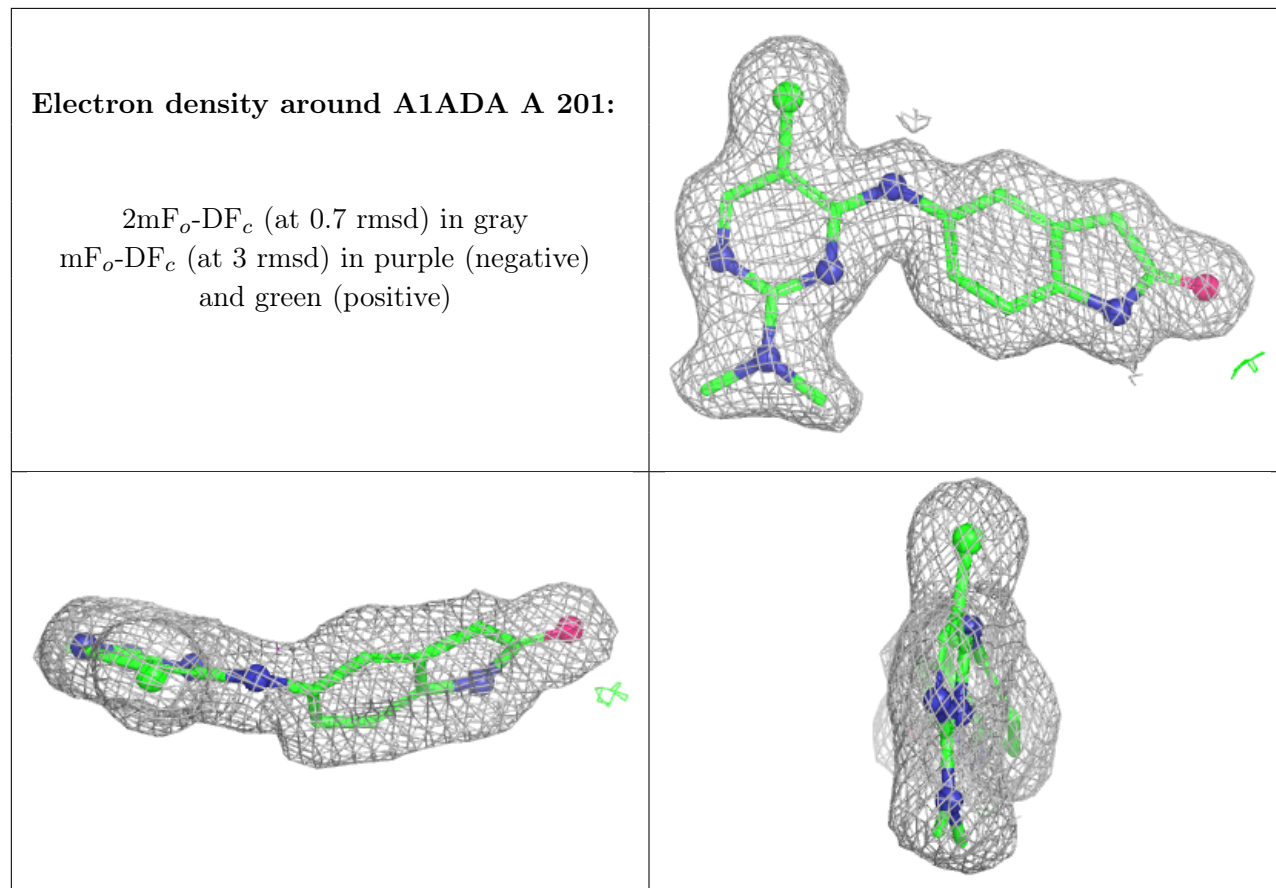 Electron density around A1ADA A 201:
2mFo-DFc (at 0.7 rmsd) in gray
mFo-DFc (at 3 rmsd) in purple (negative)
and green (positive)